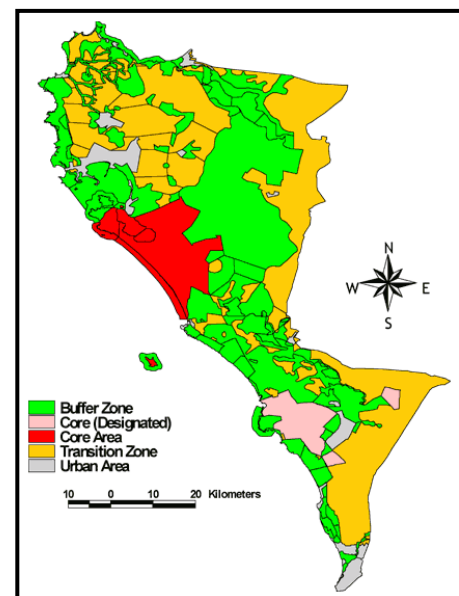 N
W E
S
Buffer Zone
Core (Designated)
Core Area
Transition Zone
Urban Area
10 0 10 20 Kilometers